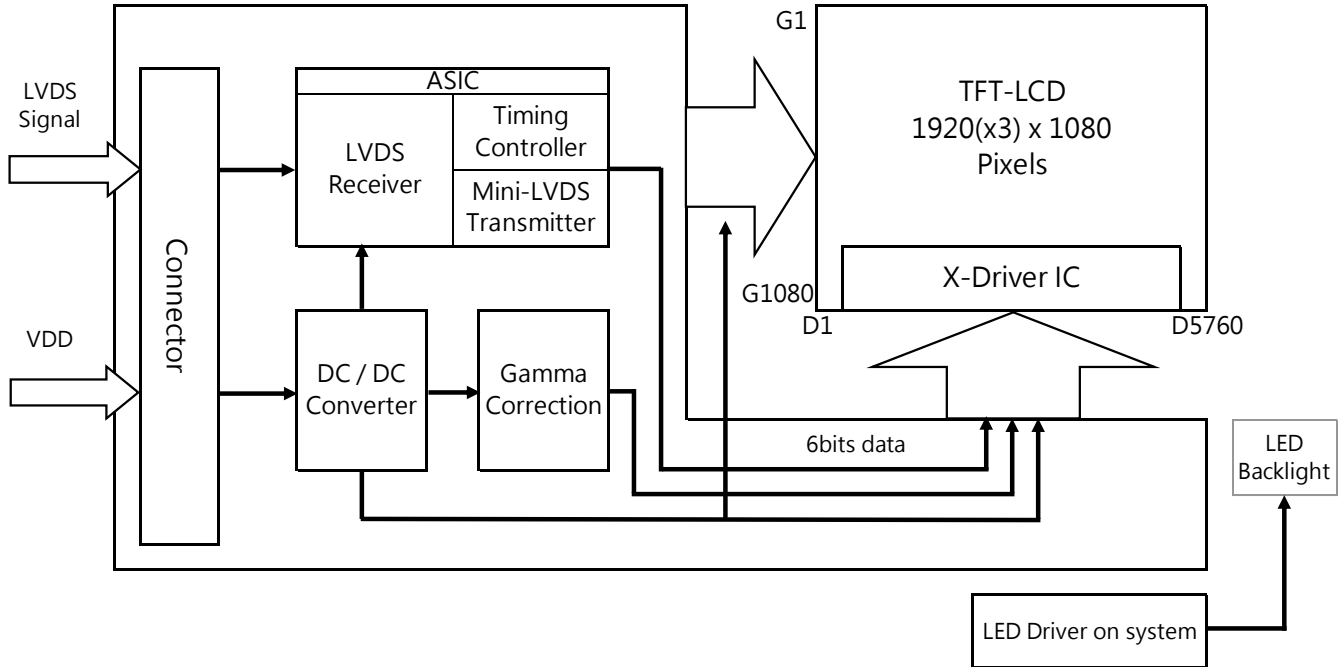 LVDS
Signal
VDD
Connector
ASIC
LVDS
Receiver
Timing
Controller
Mini-LVDS
Transmitter
DC / DC
Converter
Gamma
Correction
G1
TFT-LCD
1920(x3) x 1080
Pixels
X-Driver IC
G1080
D1
D5760
6bits data
LED
Backlight
LED Driver on system